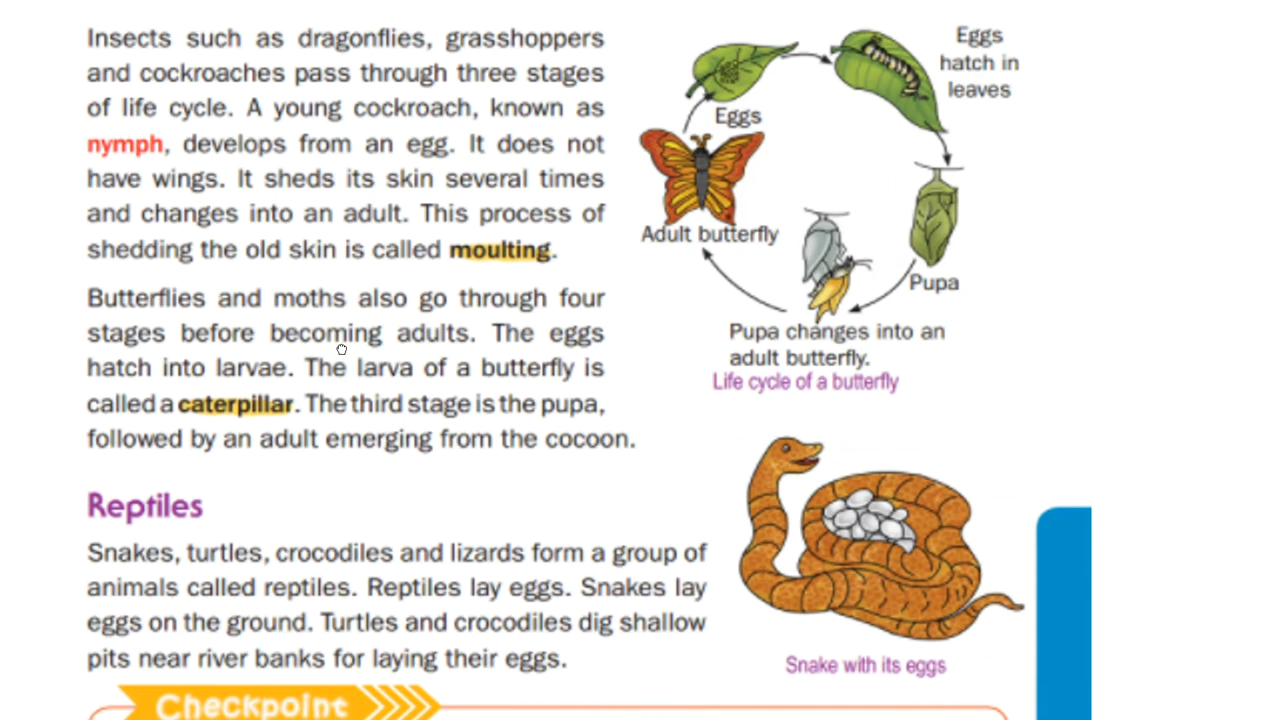 Insects such as dragonflies, grasshoppers
and cockroaches pass through three stages
of life cycle. A young cockroach, known as
nymph, develops from an egg. It does not
have wings. It sheds its skin several times
and changes into an adult. This process of
shedding the old skin is called moulting.
Butterflies and moths also go through four
stages before becoming adults. The eggs
hatch into larvae. The larva of a butterfly is
called a caterpillar. The third stage is the pupa,
followed by an adult emerging from the cocoon.
Eggs
hatch in
leaves
Eggs
Adult butterfly
Pupa
Pupa changes into an
adult butterfly.
Life cycle of a butterfly
Reptiles
Snakes, turtles, crocodiles and lizards form a group of
animals called reptiles. Reptiles lay eggs. Snakes lay
eggs on the ground. Turtles and crocodiles dig shallow
pits near river banks for laying their eggs.
Snake with its eggs
Checkpoint